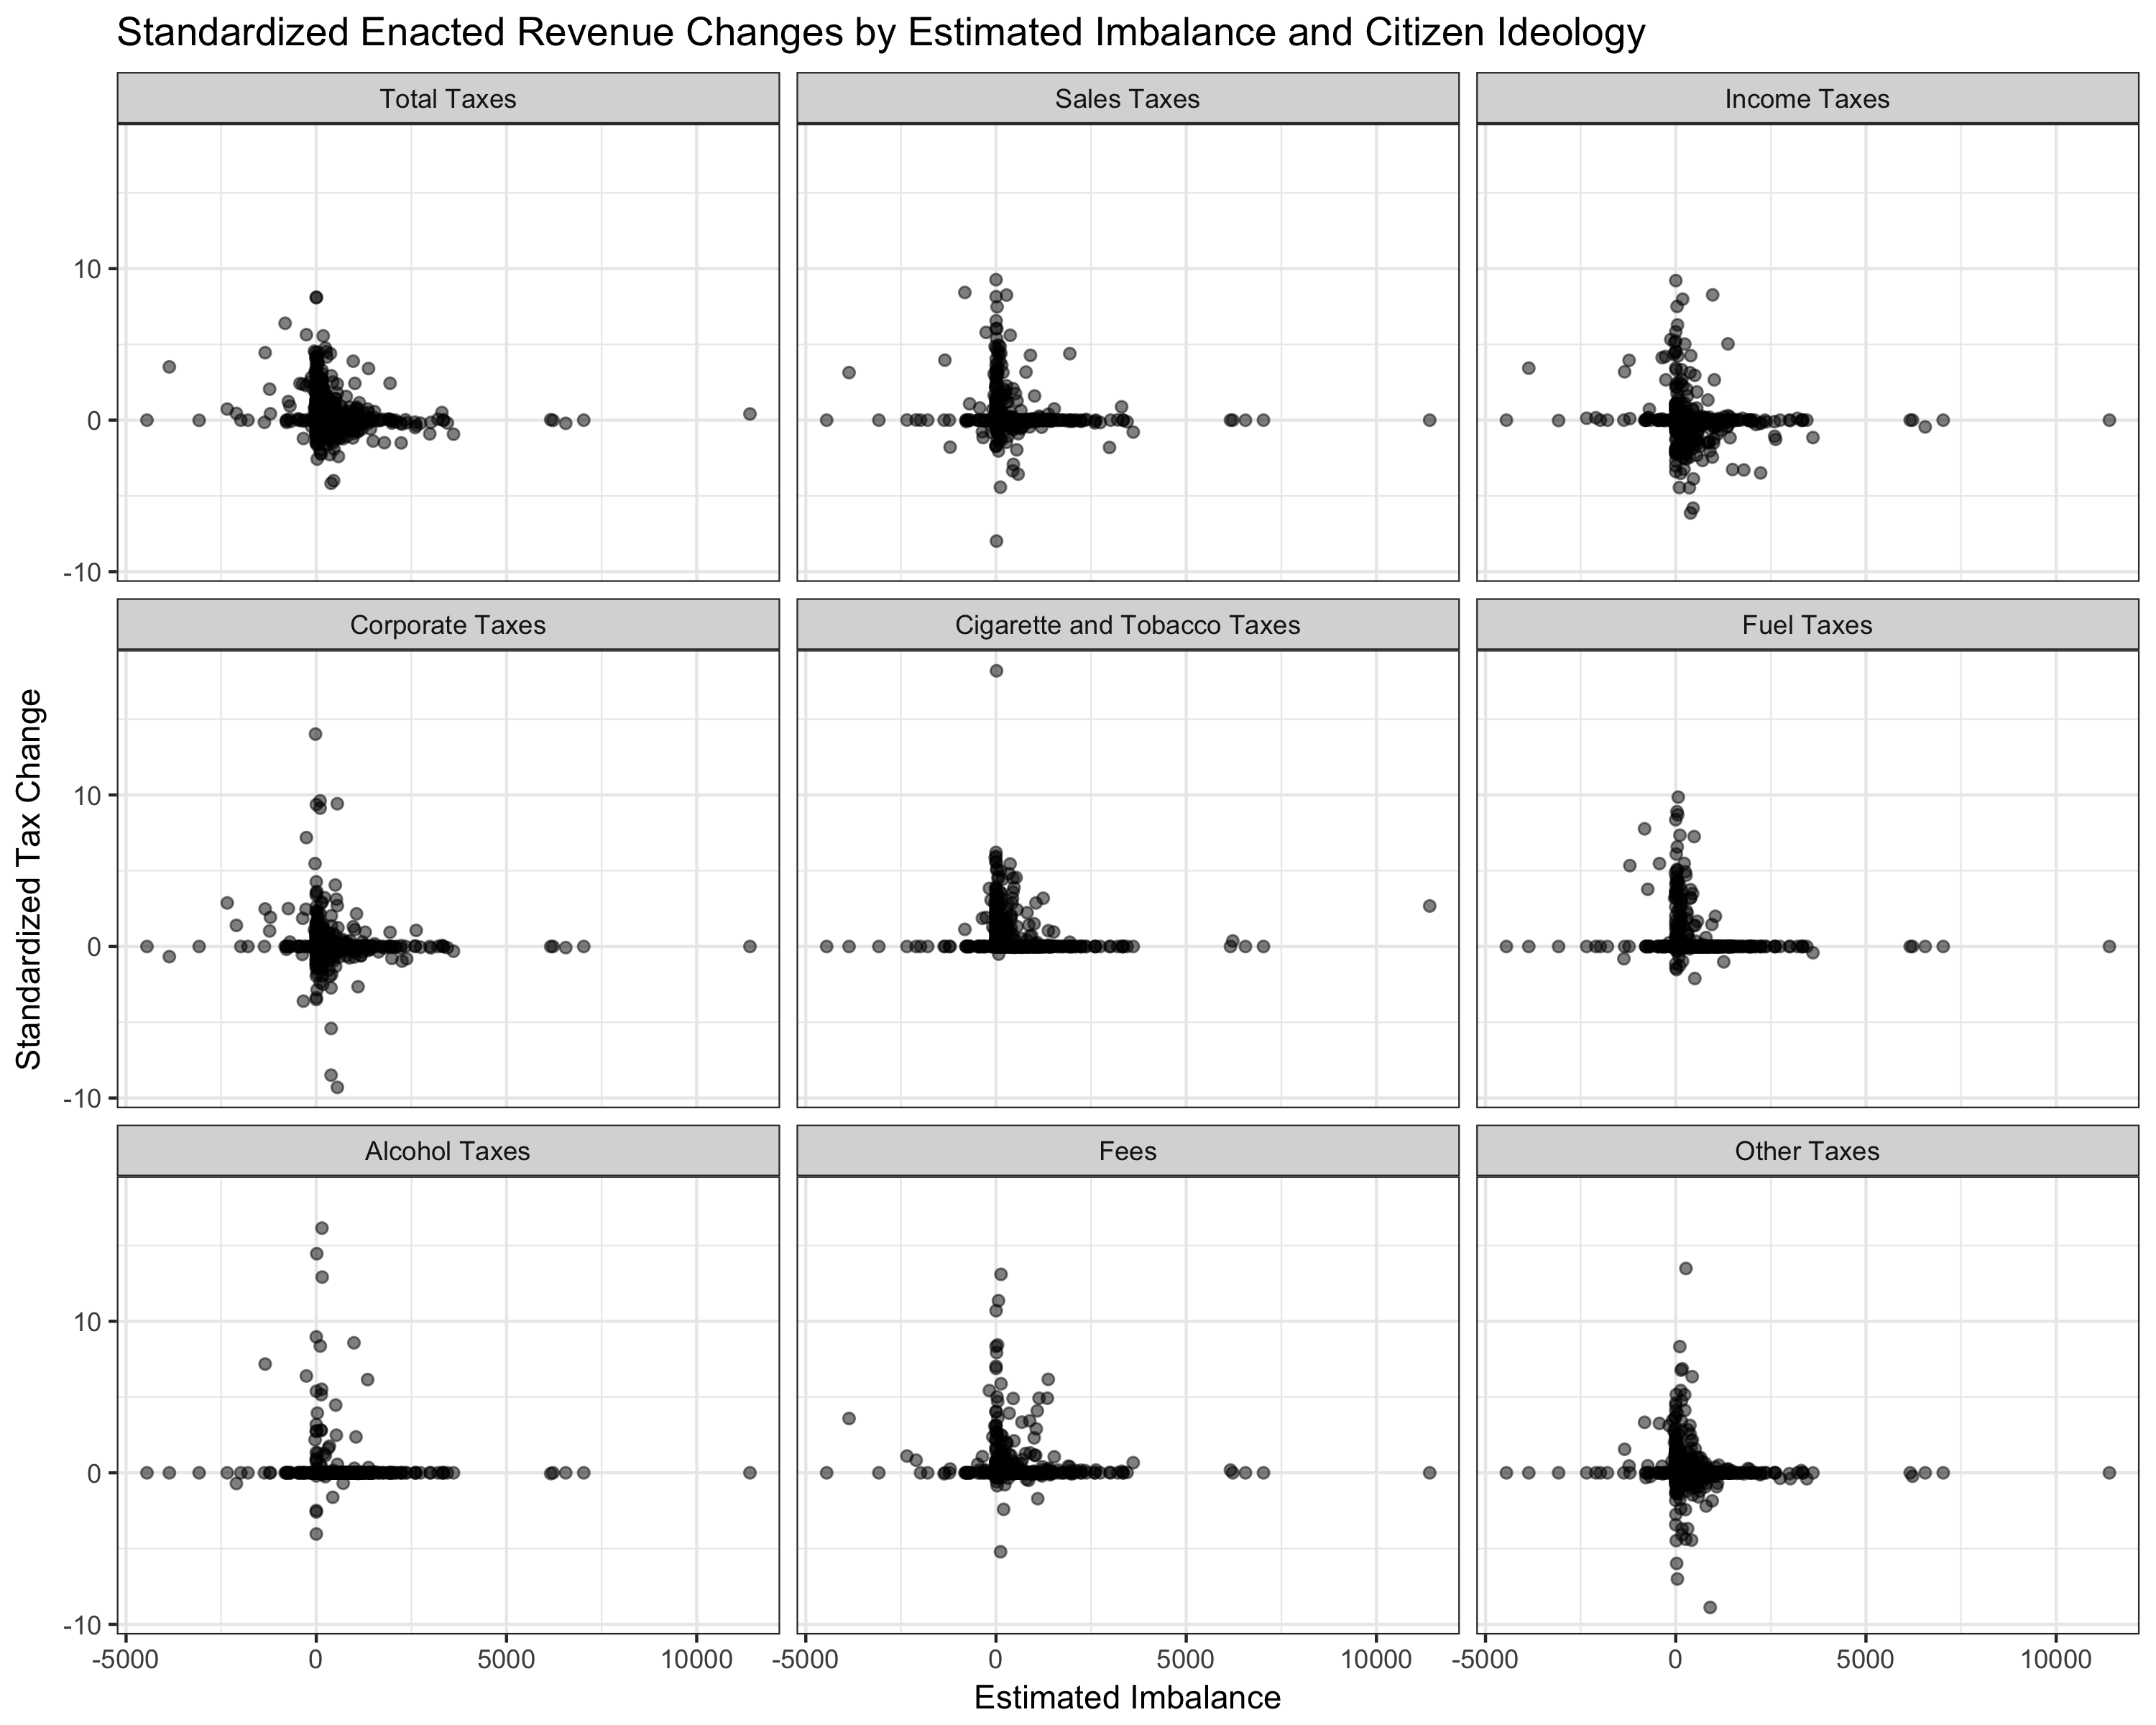 Standardized Enacted Revenue Changes by Estimated Imbalance and Citizen Ideology
Total Taxes
Sales Taxes
Income Taxes
10
0
-10
Corporate Taxes
Cigarette and Tobacco Taxes
Fuel Taxes
Standardized Tax Change
10
0
-10
Alcohol Taxes
Fees
Other Taxes
10
0
-10
-5000 0 5000 10000 -5000 0 5000 10000 -5000 0 5000 10000
Estimated Imbalance